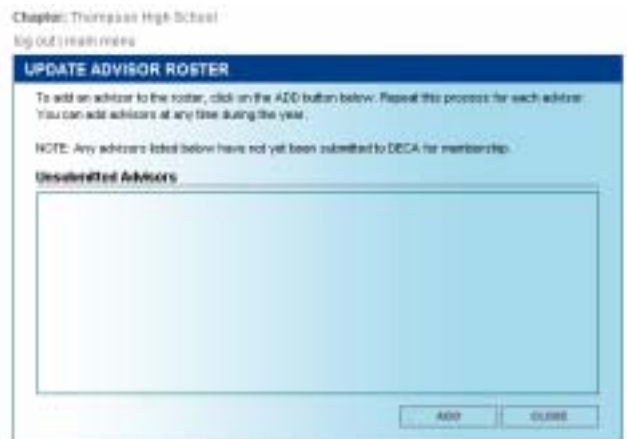 Chapter: Thompson High School
log out | main menu
UPDATE ADVISOR ROSTER
To add an advisor to the roster, click on the ADD button below. Repeat this process for each advisor.
You can add advisors at any time during the year.
NOTE: Any advisors listed below have not yet been submitted to DECA for membership.
Unsubmitted Advisors
ADD CLOSE